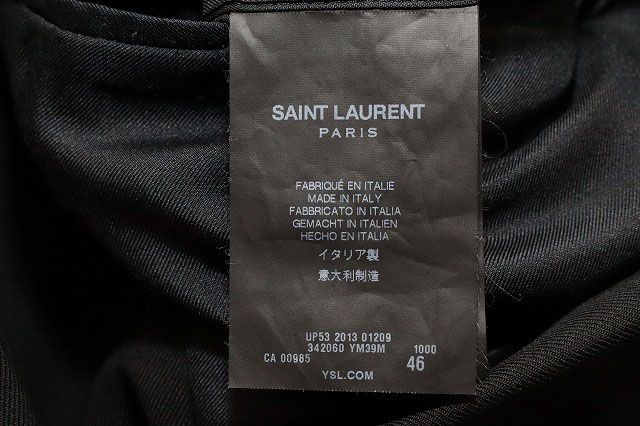 SAINT LAURENT
PARIS
FABRIQUÉ EN ITALIE
MADE IN ITALY
FABBRICATO IN ITALIA
GEMACHT IN ITALIEN
HECHO EN ITALIA
イタリア製
意大利制造
UP53 2013 01209
342060 YM39M 1000
CA 00985 46
YSL.COM